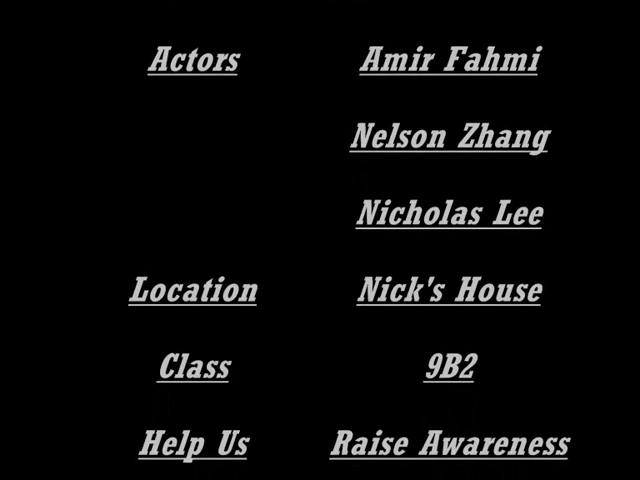 Actors Amir Fahmi
Nelson Zhang
Nicholas Lee
Location Nick's House
Class 9B2
Help Us Raise Awareness